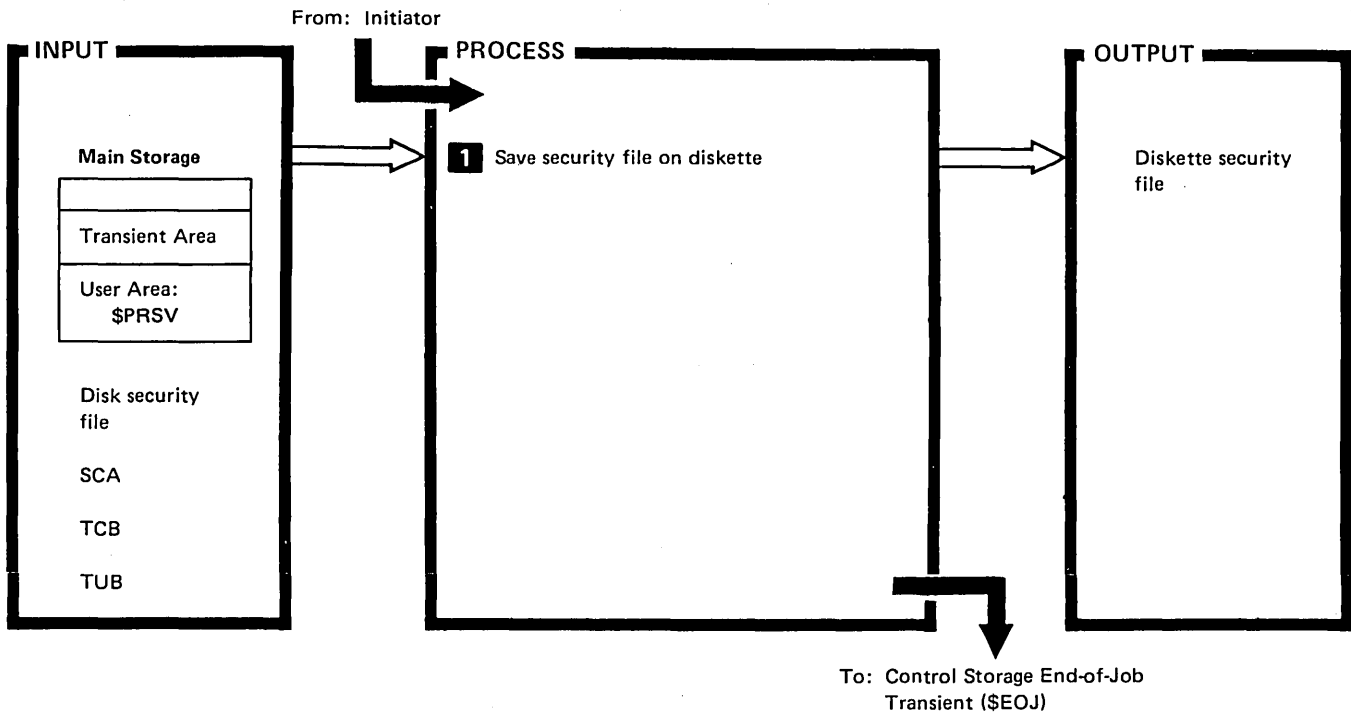 From: Initiator
INPUT
PROCESS
OUTPUT
Main Storage
Transient Area
User Area:
$PRSV
Disk security
file
SCA
TCB
TUB
1 Save security file on diskette
Diskette security
file
To: Control Storage End-of-Job
Transient ($EOJ)